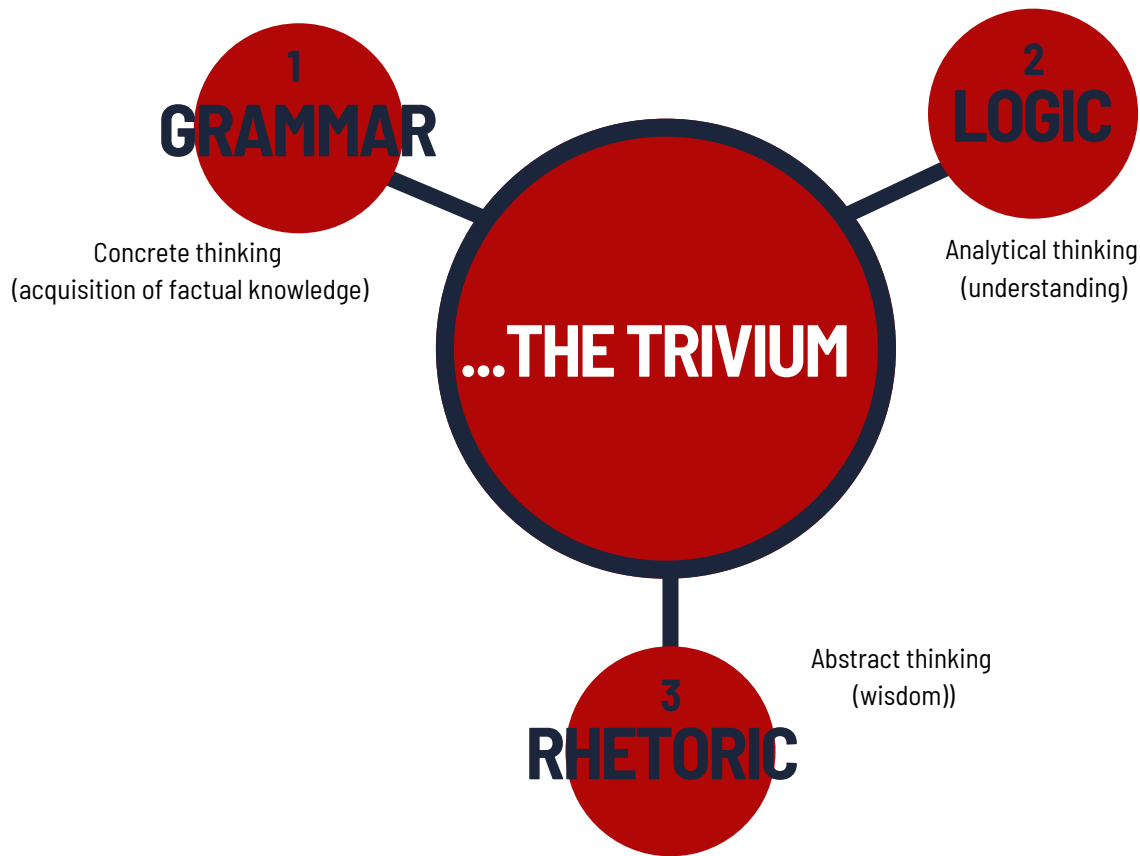 1
GRAMMAR
Concrete thinking
(acquisition of factual knowledge)
2
LOGIC
Analytical thinking
(understanding)
...THE TRIVIUM
3
RHETORIC
Abstract thinking
(wisdom))